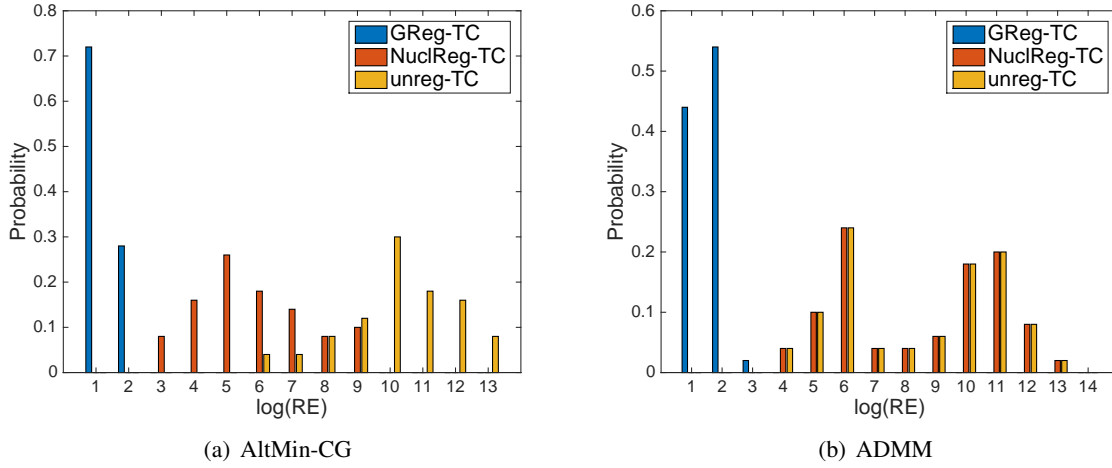 GReg-TC
NuclReg-TC
unreg-TC
Probability
0.8
0.7
0.6
0.5
0.4
0.3
0.2
0.1
0
1 2 3 4 5 6 7 8 9 10 11 12 13
log(RE)
(a) AltMin-CG
GReg-TC
NuclReg-TC
unreg-TC
Probability
0.6
0.5
0.4
0.3
0.2
0.1
0
1 2 3 4 5 6 7 8 9 10 11 12 13 14
log(RE)
(b) ADMM